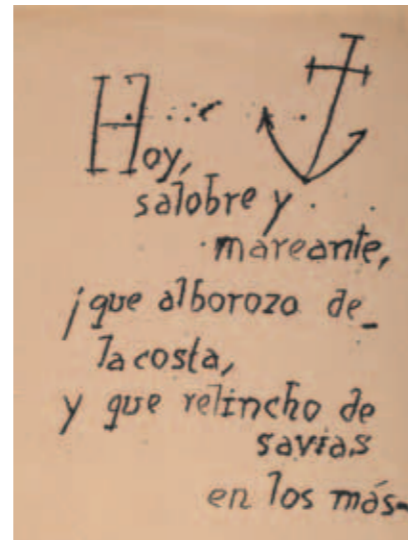 Hoy,
salobre y
mareante,
¡que alborozo de_
la costa,
y que relincho de
savias
en los más-